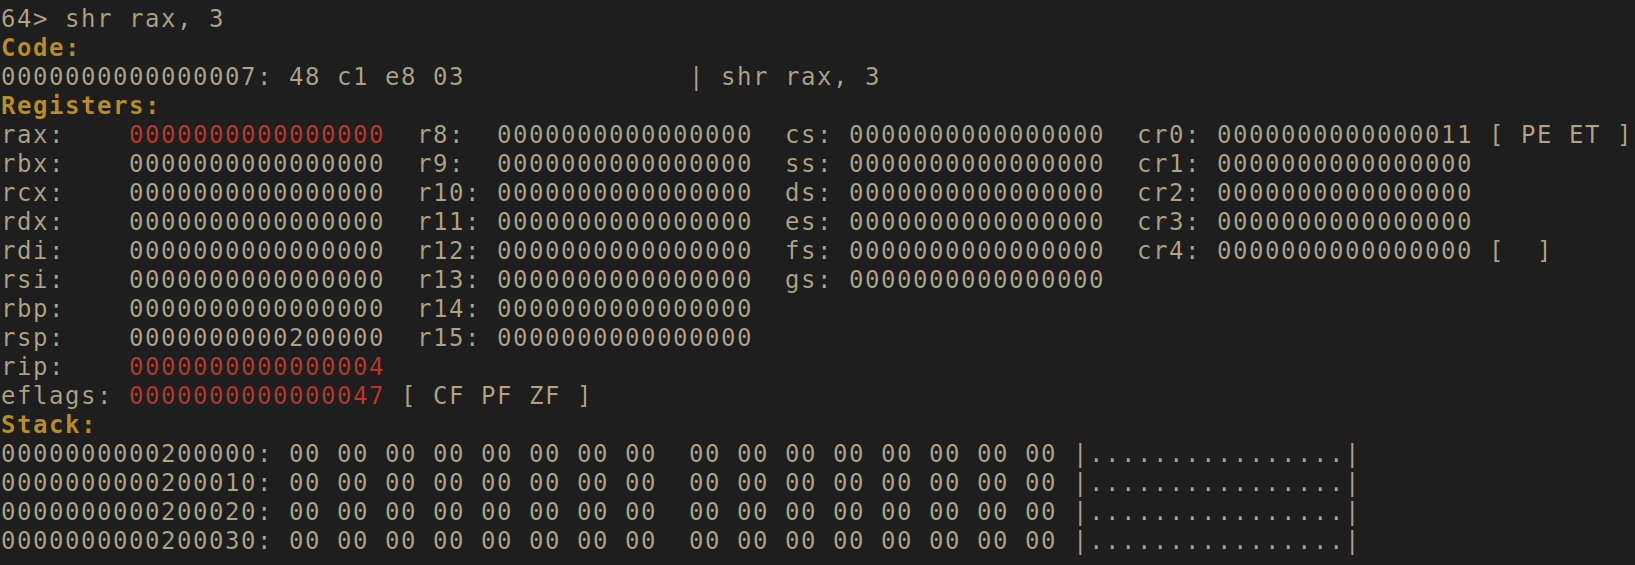 64> shr rax, 3
Code:
0000000000000007: 48 c1 e8 03              | shr rax, 3
Registers:
rax:    0000000000000000  r8:  0000000000000000  cs: 0000000000000000  cr0: 0000000000000011 [ PE ET ]
rbx:    0000000000000000  r9:  0000000000000000  ss: 0000000000000000  cr1: 0000000000000000
rcx:    0000000000000000  r10: 0000000000000000  ds: 0000000000000000  cr2: 0000000000000000
rdx:    0000000000000000  r11: 0000000000000000  es: 0000000000000000  cr3: 0000000000000000
rdi:    0000000000000000  r12: 0000000000000000  fs: 0000000000000000  cr4: 0000000000000000 [  ]
rsi:    0000000000000000  r13: 0000000000000000  gs: 0000000000000000
rbp:    0000000000000000  r14: 0000000000000000
rsp:    0000000000200000  r15: 0000000000000000
rip:    0000000000000004
eflags: 0000000000000047 [ CF PF ZF ]
Stack:
0000000000200000: 00 00 00 00 00 00 00 00  00 00 00 00 00 00 00 00 |................|
0000000000200010: 00 00 00 00 00 00 00 00  00 00 00 00 00 00 00 00 |................|
0000000000200020: 00 00 00 00 00 00 00 00  00 00 00 00 00 00 00 00 |................|
0000000000200030: 00 00 00 00 00 00 00 00  00 00 00 00 00 00 00 00 |................|